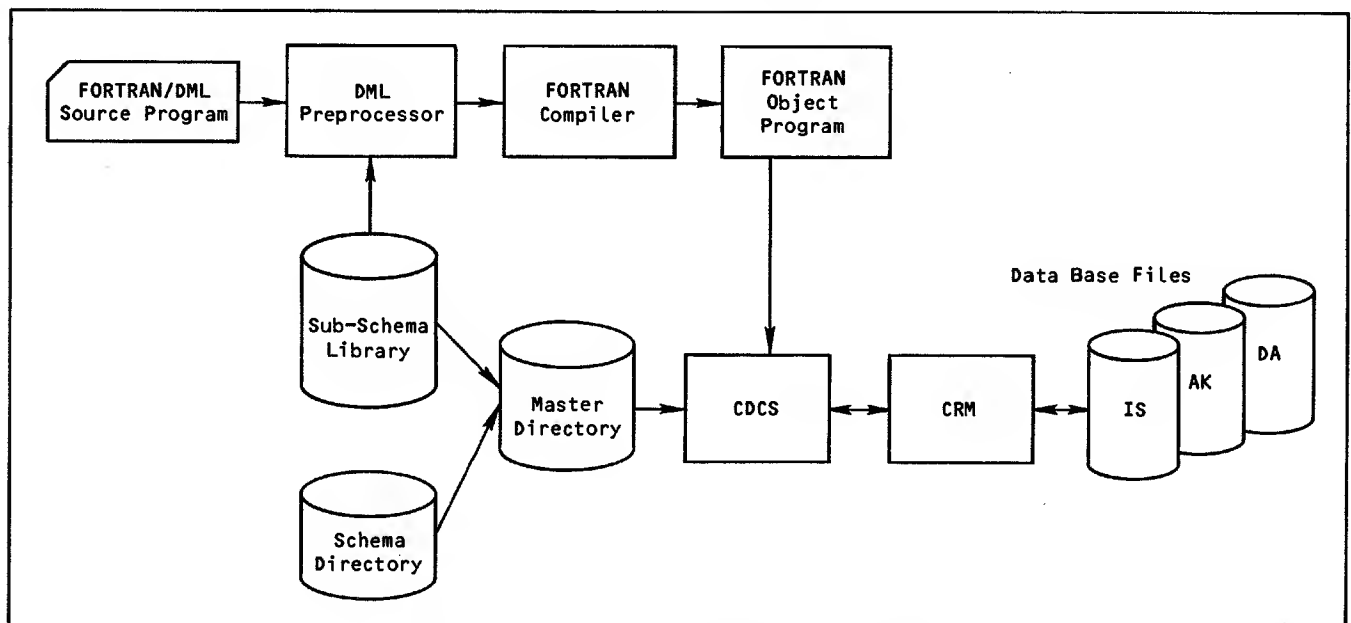 FORTRAN/DML
Source Program
DML
Preprocessor
FORTRAN
Compiler
FORTRAN
Object
Program
Sub-Schema
Library
Schema
Directory
Master
Directory
CDCS
CRM
Data Base Files
IS
AK
DA